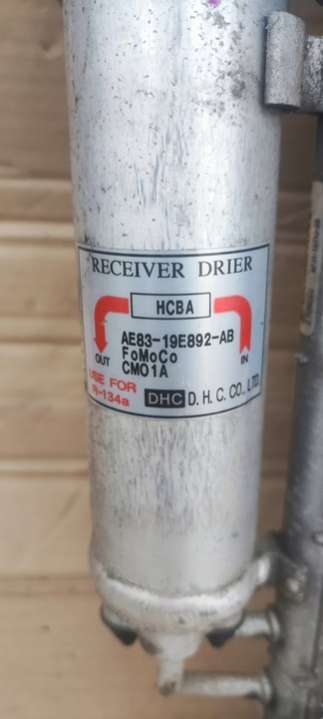 RECEIVER DRIER
HCBA
AE83-19E892-AB
OUT FoMoCo IN
CM01A
USE FOR
R-134a
DHC D. H. C. CO., LTD.